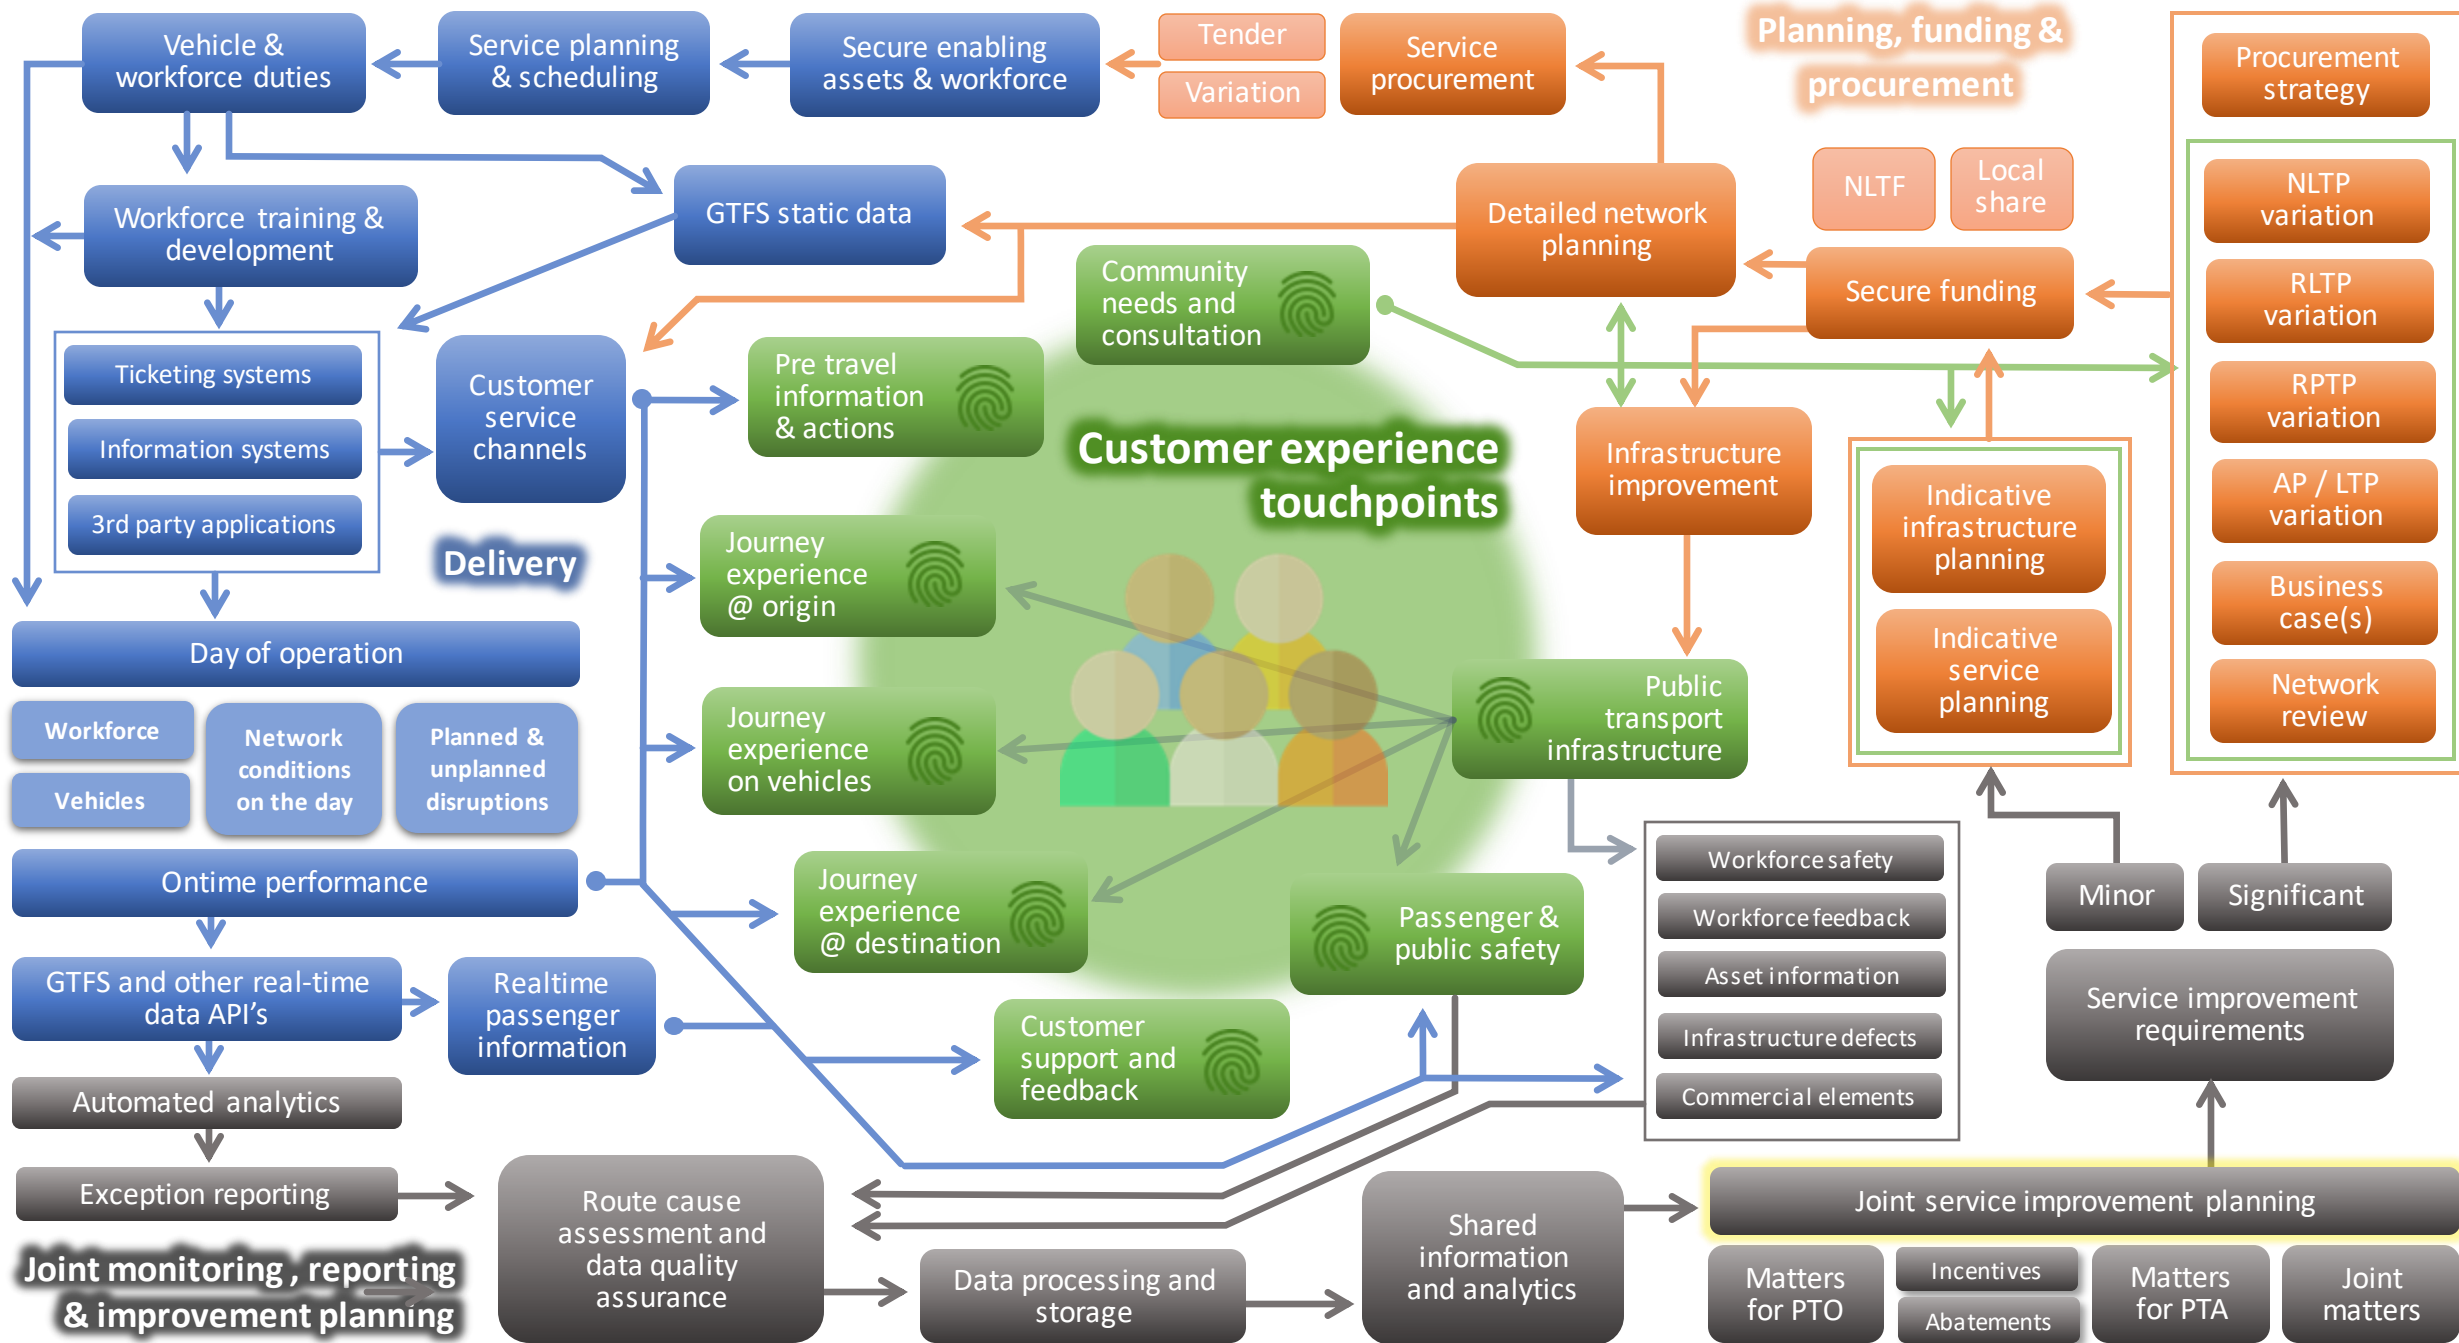 Vehicle &
workforce duties
Service planning
& scheduling
Secure enabling
assets & workforce
Tender
Variation
Service
procurement
Planning, funding &
procurement
Procurement
strategy
NLTP
variation
RLTP
variation
RPTP
variation
AP / LTP
variation
Business
case(s)
Network
review
Workforce training &
development
GTFS static data
Detailed network
planning
NLTF
Local
share
Secure funding
Community
needs and
consultation
Ticketing systems
Information systems
3rd party applications
Customer
service
channels
Pre travel
information
& actions
Customer experience
touchpoints
Infrastructure
improvement
Indicative
infrastructure
planning
Indicative
service
planning
Delivery
Journey
experience
@ origin
Day of operation
Workforce
Vehicles
Network
conditions
on the day
Planned &
unplanned
disruptions
Journey
experience
on vehicles
Public
transport
infrastructure
Ontime performance
Journey
experience
@ destination
Passenger &
public safety
Workforce safety
Workforce feedback
Asset information
Infrastructure defects
Commercial elements
Minor
Significant
Service improvement
requirements
GTFS and other real-time
data API's
Realtime
passenger
information
Customer
support and
feedback
Automated analytics
Exception reporting
Joint monitoring , reporting
& improvement planning
Route cause
assessment and
data quality
assurance
Data processing and
storage
Shared
information
and analytics
Joint service improvement planning
Matters
for PTO
Incentives
Abatements
Matters
for PTA
Joint
matters